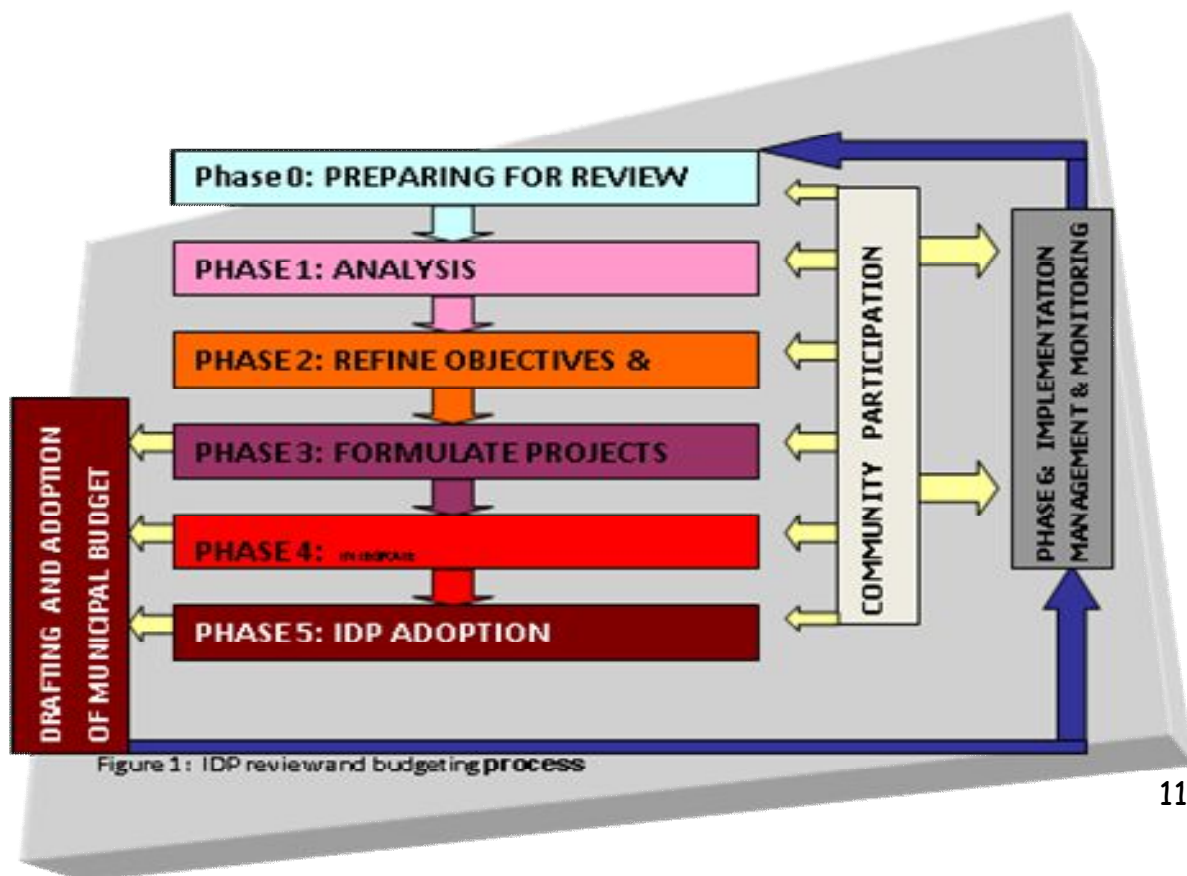 Phase 0: PREPARING FOR REVIEW
PHASE 1: ANALYSIS
PHASE 2: REFINE OBJECTIVES &
PHASE 3: FORMULATE PROJECTS
PHASE 4:
PHASE 5: IDP ADOPTION
DRAFTING AND ADOPTION
OF MUNICIPAL BUDGET
COMMUNITY PARTICIPATION
PHASE 6: IMPLEMENTATION
MANAGEMENT & MONITORING
Figure 1: IDP review and budgeting process
11